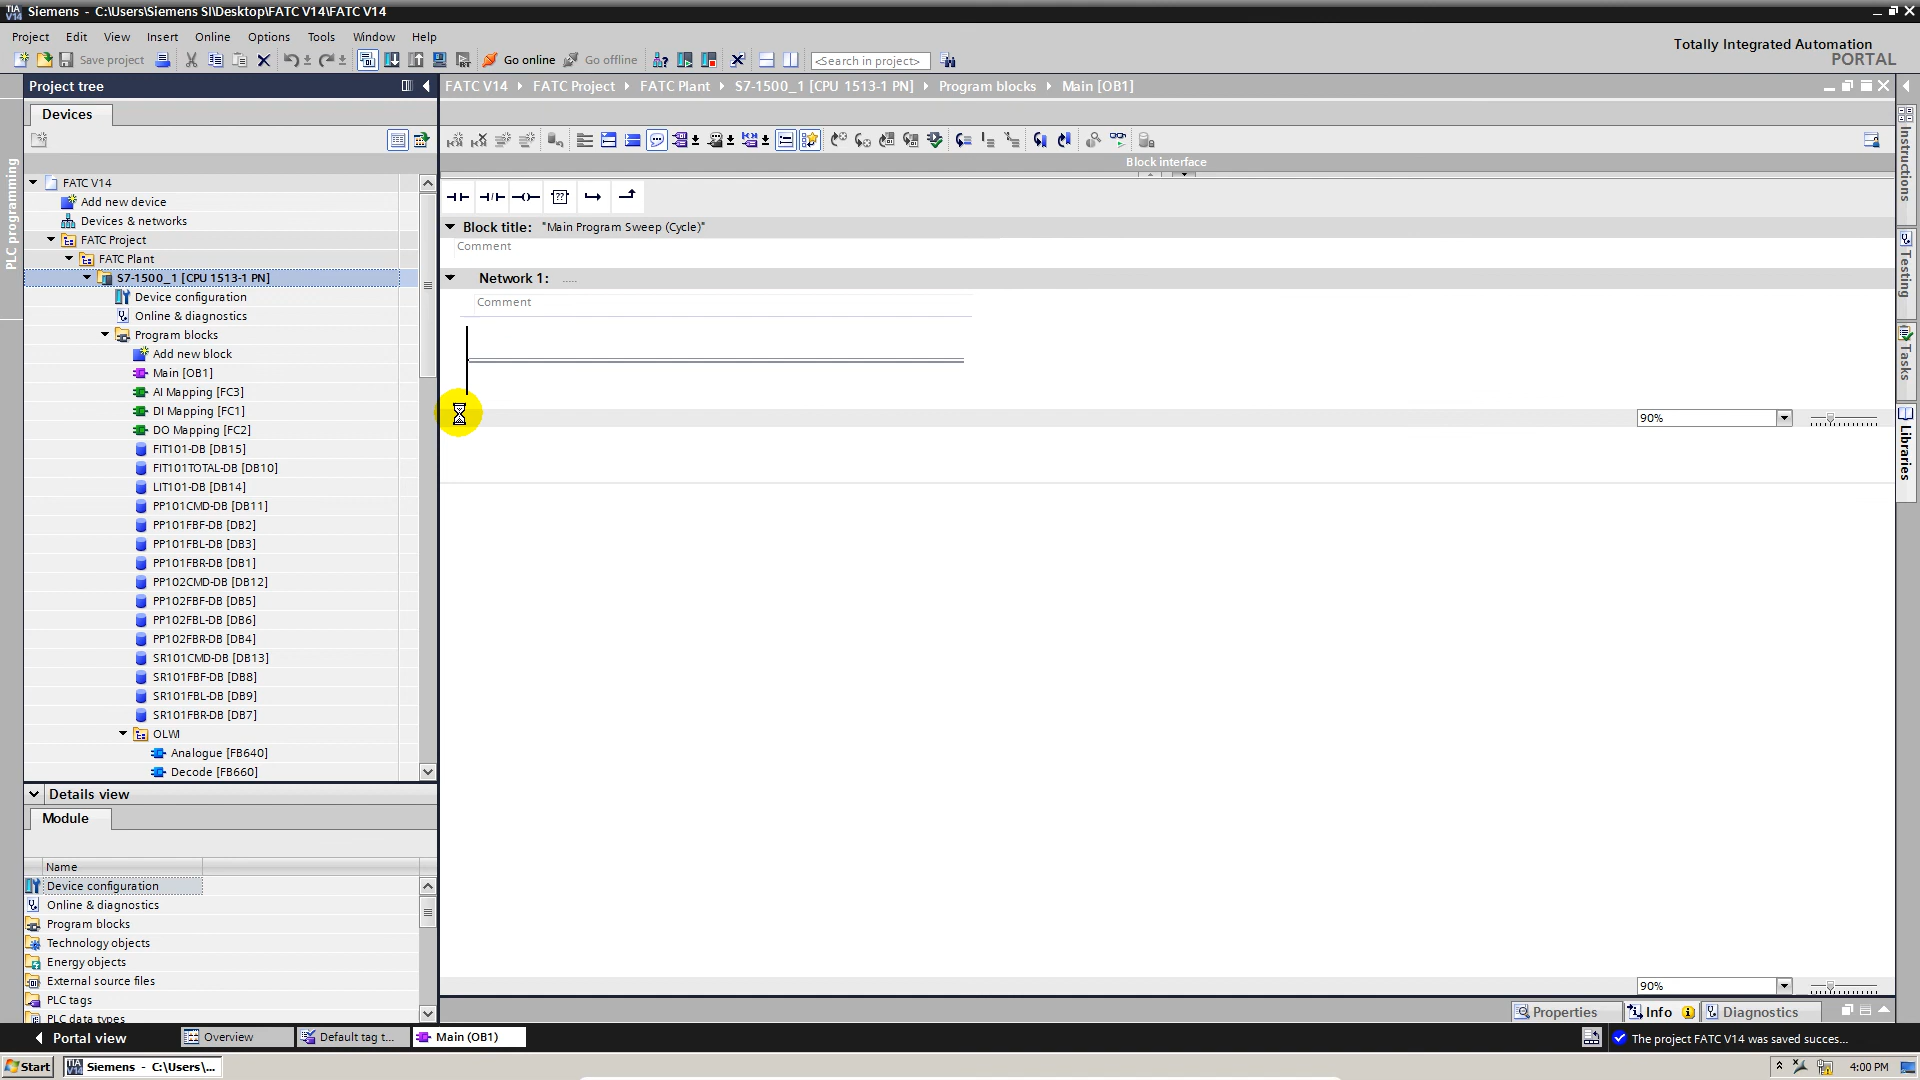 Siemens - C:\Users\Siemens SI\Desktop\FATC V14\FATC V14
Project Edit View Insert Online Options Tools Window Help
Totally Integrated Automation
PORTAL
Save project
Go online
Go offline
<Search in project>
Project tree
FATC V14 FATC Project FATC Plant S7-1500_1 [CPU 1513-1 PN] Program blocks Main [OB1]
Devices
Block interface
PLC programming
FATC V14
Add new device
Devices & networks
FATC Project
FATC Plant
S7-1500_1 [CPU 1513-1 PN]
Device configuration
Online & diagnostics
Program blocks
Add new block
Main [OB1]
AI Mapping [FC3]
DI Mapping [FC1]
DO Mapping [FC2]
FIT101-DB [DB15]
FIT101TOTAL-DB [DB10]
LIT101-DB [DB14]
PP101CMD-DB [DB11]
PP101FBF-DB [DB2]
PP101FBL-DB [DB3]
PP101FBR-DB [DB1]
PP102CMD-DB [DB12]
PP102FBF-DB [DB5]
PP102FBL-DB [DB6]
PP102FBR-DB [DB4]
SR101CMD-DB [DB13]
SR101FBF-DB [DB8]
SR101FBL-DB [DB9]
SR101FBR-DB [DB7]
OLWI
Analogue [FB640]
Decode [FB660]
??
Block title: "Main Program Sweep (Cycle)"
Comment
Network 1: .....
Comment
90%
90%
Instructions
Testing
Tasks
Libraries
Details view
Module
Name
Device configuration
Online & diagnostics
Program blocks
Technology objects
Energy objects
External source files
PLC tags
PLC data types
Properties Info Diagnostics
Portal view
Overview
Default tag t...
Main (OB1)
The project FATC V14 was saved succes...
Start
Siemens - C:\Users\...
4:00 PM